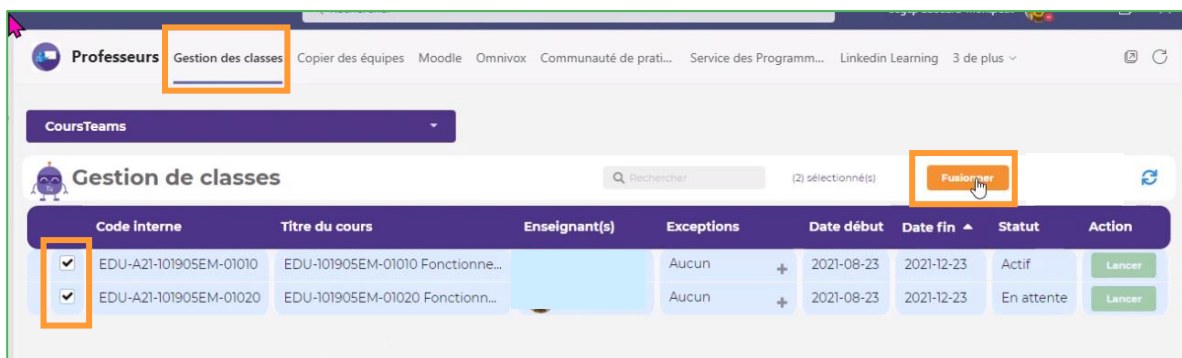 Professeurs Gestion des classes Copier des équipes Moodle Omnivox Communauté de prati... Service des Programm... Linkedin Learning 3 de plus
CoursTeams
Gestion de classes Rechercher (2) sélectionné(s) Fusionner
Code interne Titre du cours Enseignant(s) Exceptions Date début Date fin Statut Action
EDU-A21-101905EM-01010 EDU-101905EM-01010 Fonctionne... Aucun + 2021-08-23 2021-12-23 Actif Lancer
EDU-A21-101905EM-01020 EDU-101905EM-01020 Fonctionn... Aucun + 2021-08-23 2021-12-23 En attente Lancer